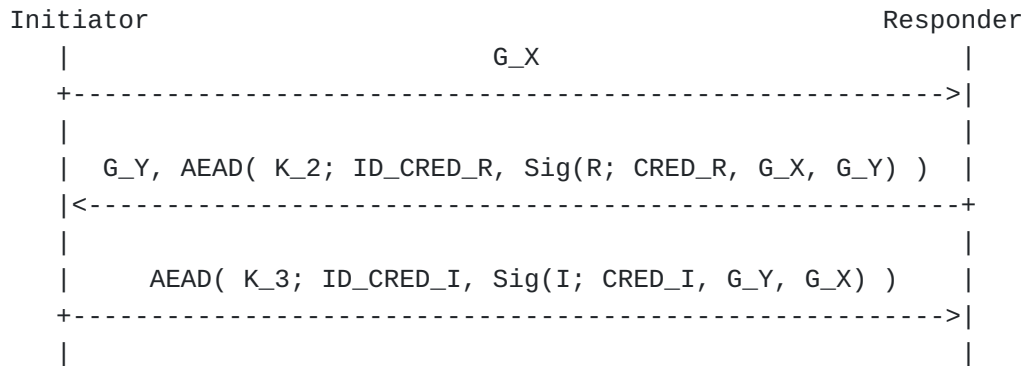 Initiator Responder
G_X
G_Y, AEAD( K_2; ID_CRED_R, Sig(R; CRED_R, G_X, G_Y) )
AEAD( K_3; ID_CRED_I, Sig(I; CRED_I, G_Y, G_X) )